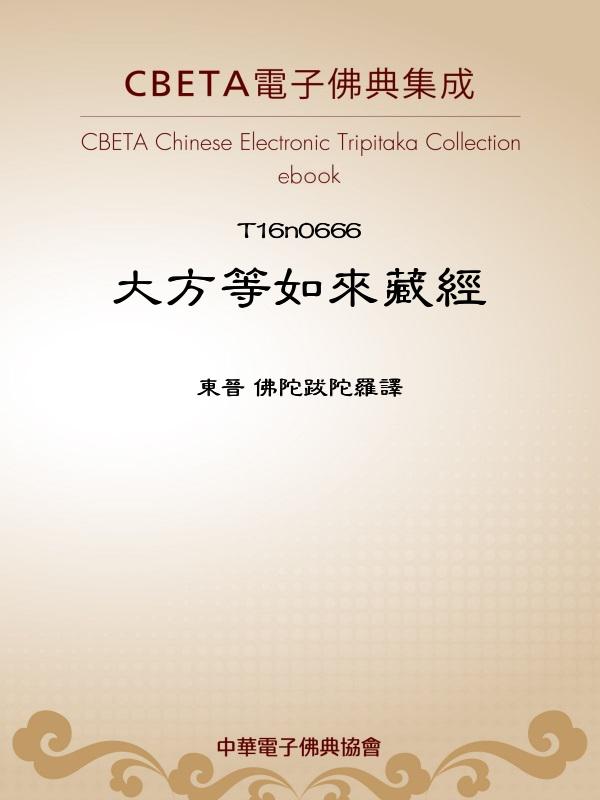 CBETA電子佛典集成
CBETA Chinese Electronic Tripitaka Collection
ebook
T16n0666
大方等如來藏經
東晉 佛陀跋陀羅譯
中華電子佛典協會